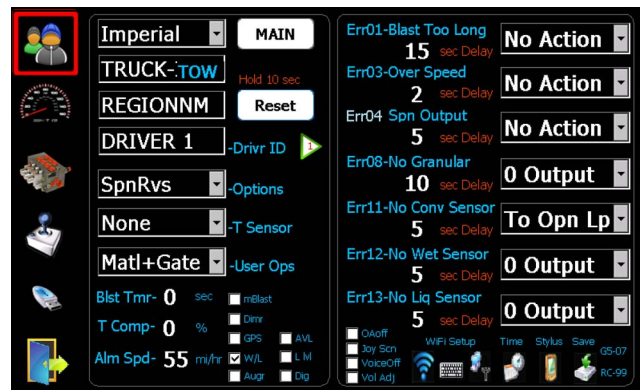 Imperial
MAIN
TRUCK-:TOW
Hold 10 sec
REGIONNM
Reset
DRIVER 1
-Drivr ID
1
SpnRvs
-Options
None
-T Sensor
Matl+Gate
-User Ops
Blst Tmr- 0 sec
mBlast
T Comp- 0 %
Dimr
GPS
AVL
Alm Spd- 55 mi/hr
W/L
L M
Augr
Dig
Err01-Blast Too Long
15 sec Delay
No Action
Err03-Over Speed
2 sec Delay
No Action
Err04 Spn Output
5 sec Delay
No Action
Err08-No Granular
10 sec Delay
0 Output
Err11-No Conv Sensor
5 sec Delay
To Opn Lp
Err12-No Wet Sensor
5 sec Delay
0 Output
Err13-No Liq Sensor
5 sec Delay
0 Output
OAoff
Joy Scn
VoiceOff
Vol Adj
WiFi Setup
Time
Stylus
Save
G5-07
RC-99